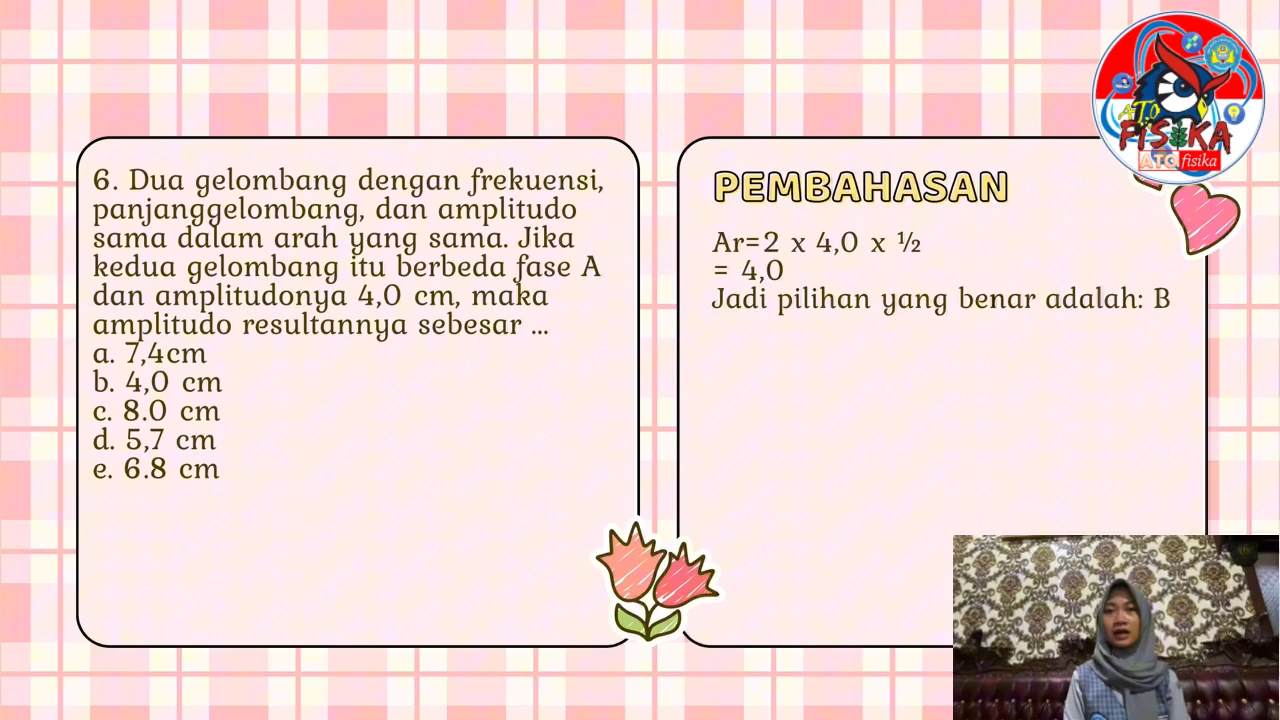 6. Dua gelombang dengan frekuensi,
panjanggelombang, dan amplitudo
sama dalam arah yang sama. Jika
kedua gelombang itu berbeda fase A
dan amplitudonya 4,0 cm, maka
amplitudo resultannya sebesar ...
a. 7,4cm
b. 4,0 cm
c. 8.0 cm
d. 5,7 cm
e. 6.8 cm
PEMBAHASAN
Ar=2 x 4,0 x ½
= 4,0
Jadi pilihan yang benar adalah: B
ATO
FISIKA
ATO fisika